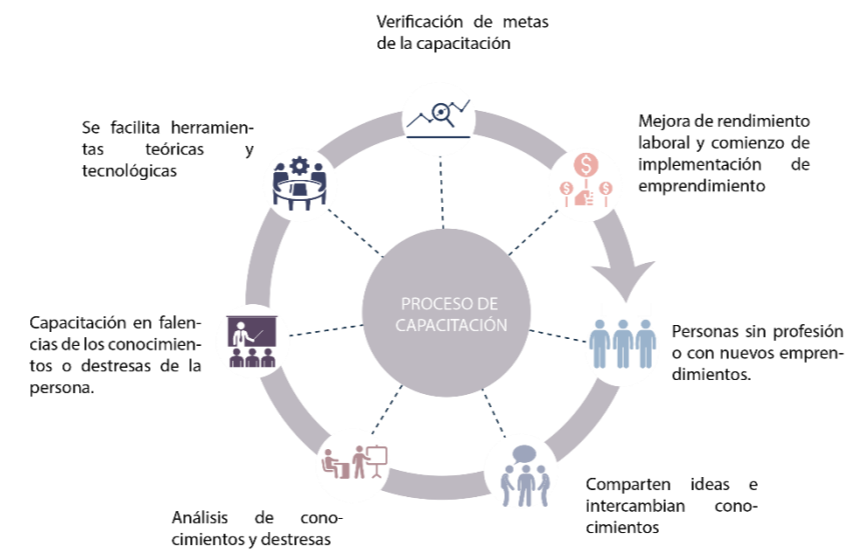 Verificación de metas
de la capacitación
Mejora de rendimiento
laboral y comienzo de
implementación de
emprendimiento
Se facilita herramien-
tas teóricas y
tecnológicas
PROCESO DE
CAPACITACIÓN
Capacitación en falen-
cias de los conocimien-
tos o destresas de la
persona.
Personas sin profesión
o con nuevos empren-
dimientos.
Comparten ideas e
intercambian cono-
cimientos
Análisis de cono-
cimientos y destresas